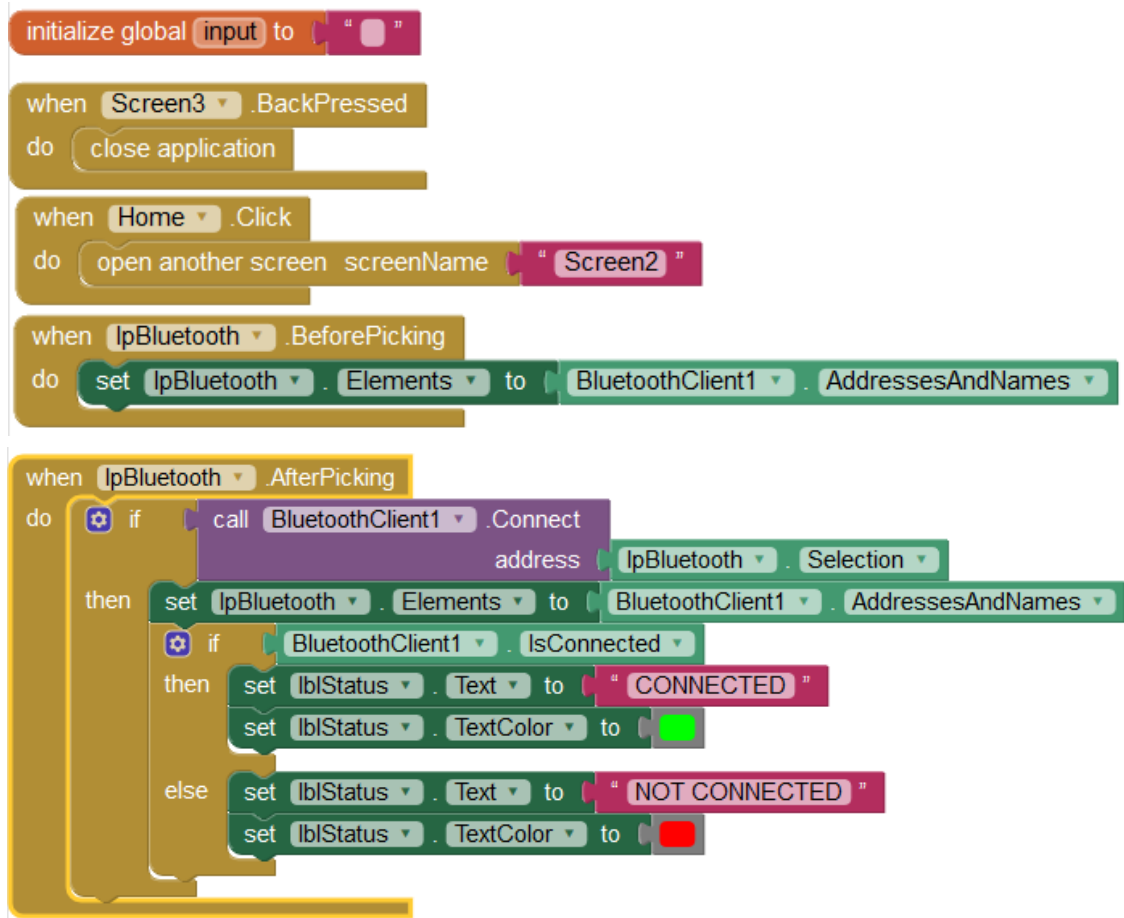 initialize global input to " "
when Screen3 .BackPressed
do close application
when Home .Click
do open another screen screenName " Screen2 "
when lpBluetooth .BeforePicking
do set lpBluetooth . Elements to BluetoothClient1 . AddressesAndNames
when lpBluetooth .AfterPicking
do if call BluetoothClient1 .Connect
address lpBluetooth . Selection
then set lpBluetooth . Elements to BluetoothClient1 . AddressesAndNames
if BluetoothClient1 . IsConnected
then set lblStatus . Text to " CONNECTED "
set lblStatus . TextColor to
else set lblStatus . Text to " NOT CONNECTED "
set lblStatus . TextColor to